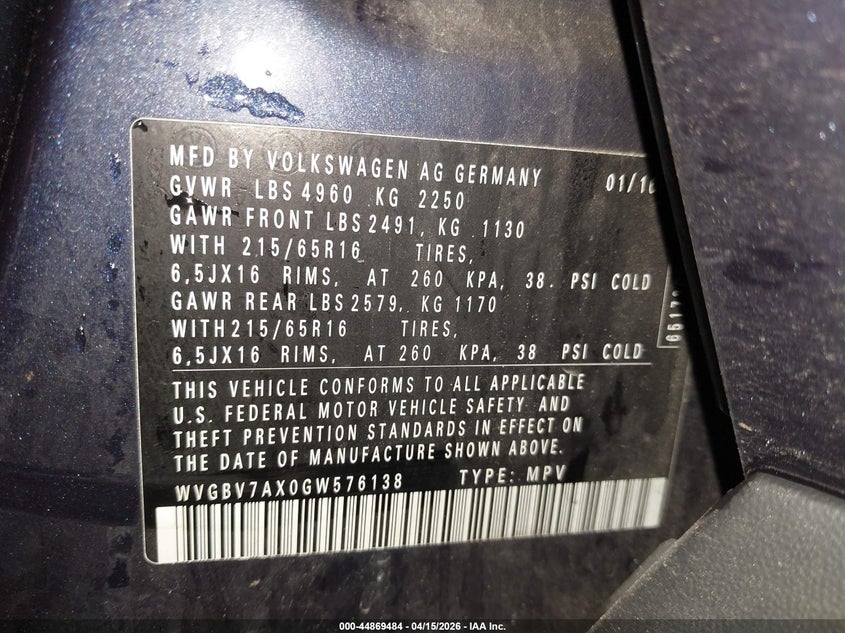 MFD BY VOLKSWAGEN AG GERMANY 01/16
GVWR LBS 4960 KG 2250
GAWR FRONT LBS 2491, KG 1130
WITH 215/65R16 TIRES,
6,5JX16 RIMS, AT 260 KPA, 38. PSI COLD
GAWR REAR LBS 2579, KG 1170
WITH 215/65R16 TIRES,
6,5JX16 RIMS, AT 260 KPA, 38 PSI COLD
THIS VEHICLE CONFORMS TO ALL APPLICABLE
U.S. FEDERAL MOTOR VEHICLE SAFETY AND
THEFT PREVENTION STANDARDS IN EFFECT ON
THE DATE OF MANUFACTURE SHOWN ABOVE.
WVGBV7AX0GW576138 TYPE: MPV
000-44869484 - 04/15/2026 - IAA Inc.